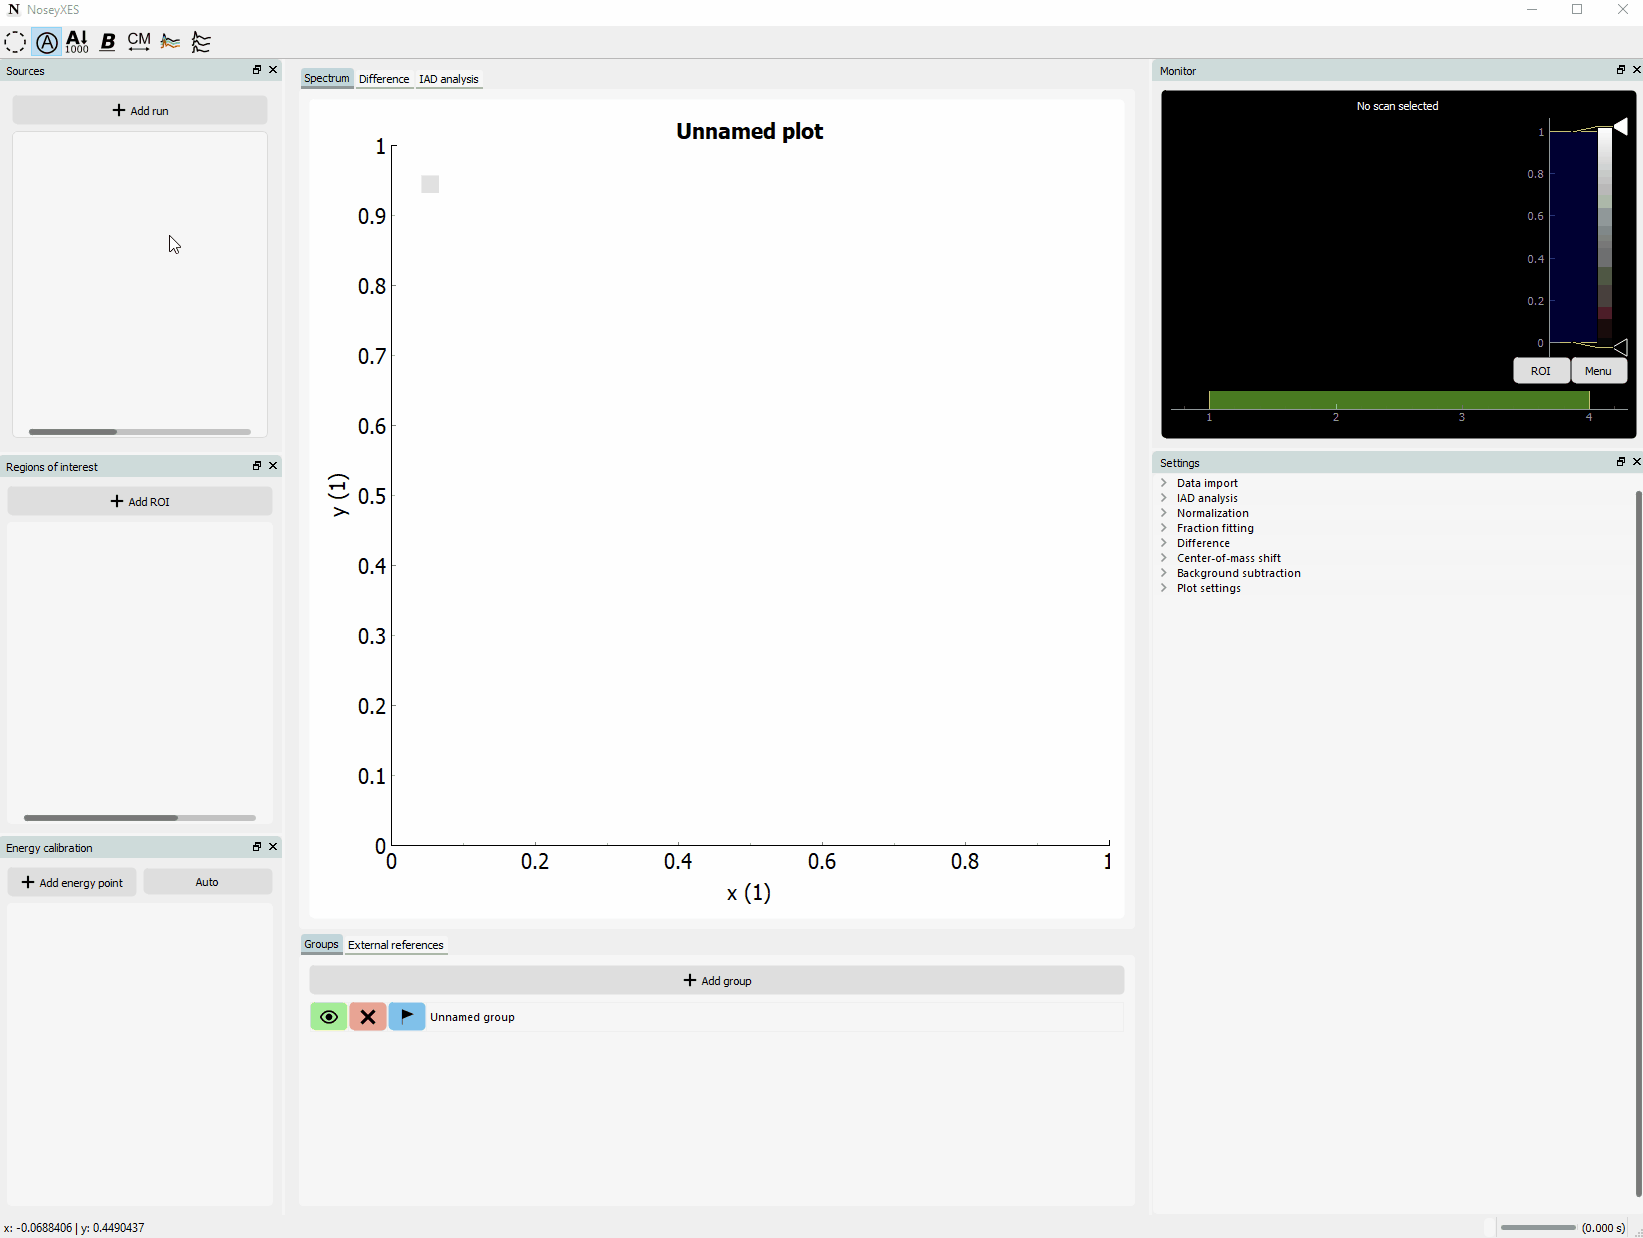 N NoseyXES
A A 1000 B CM
Sources
Add run
Regions of interest
Add ROI
Energy calibration
Add energy point
Auto
Spectrum Difference IAD analysis
Unnamed plot
1
0.9
0.8
0.7
0.6
0.5
0.4
0.3
0.2
0.1
0
y (1)
0 0.2 0.4 0.6 0.8 1
x (1)
Groups External references
Add group
Unnamed group
Monitor
No scan selected
1
0.8
0.6
0.4
0.2
0
ROI Menu
1 2 3 4
Settings
Data import
IAD analysis
Normalization
Fraction fitting
Difference
Center-of-mass shift
Background subtraction
Plot settings
x: -0.0688406 | y: 0.4490437
(0.000 s)